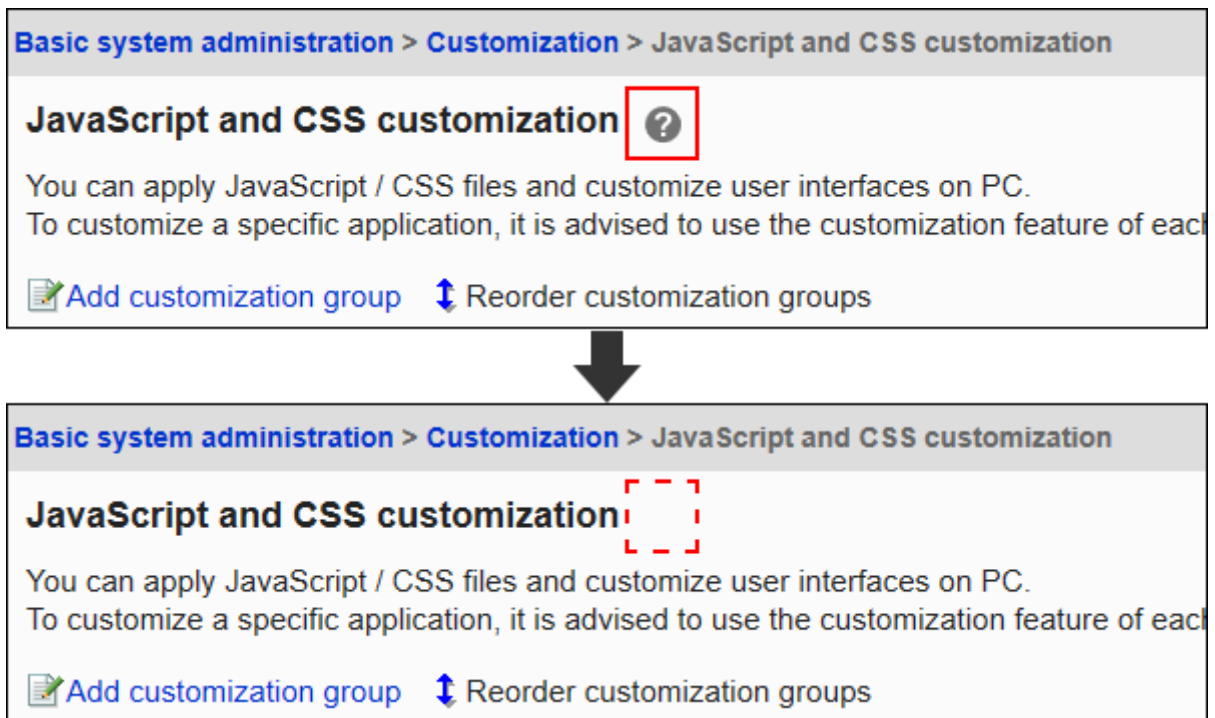 Basic system administration > Customization > JavaScript and CSS customization
JavaScript and CSS customization ?
You can apply JavaScript / CSS files and customize user interfaces on PC.
To customize a specific application, it is advised to use the customization feature of each
Add customization group Reorder customization groups
Basic system administration > Customization > JavaScript and CSS customization
JavaScript and CSS customization
You can apply JavaScript / CSS files and customize user interfaces on PC.
To customize a specific application, it is advised to use the customization feature of each
Add customization group Reorder customization groups